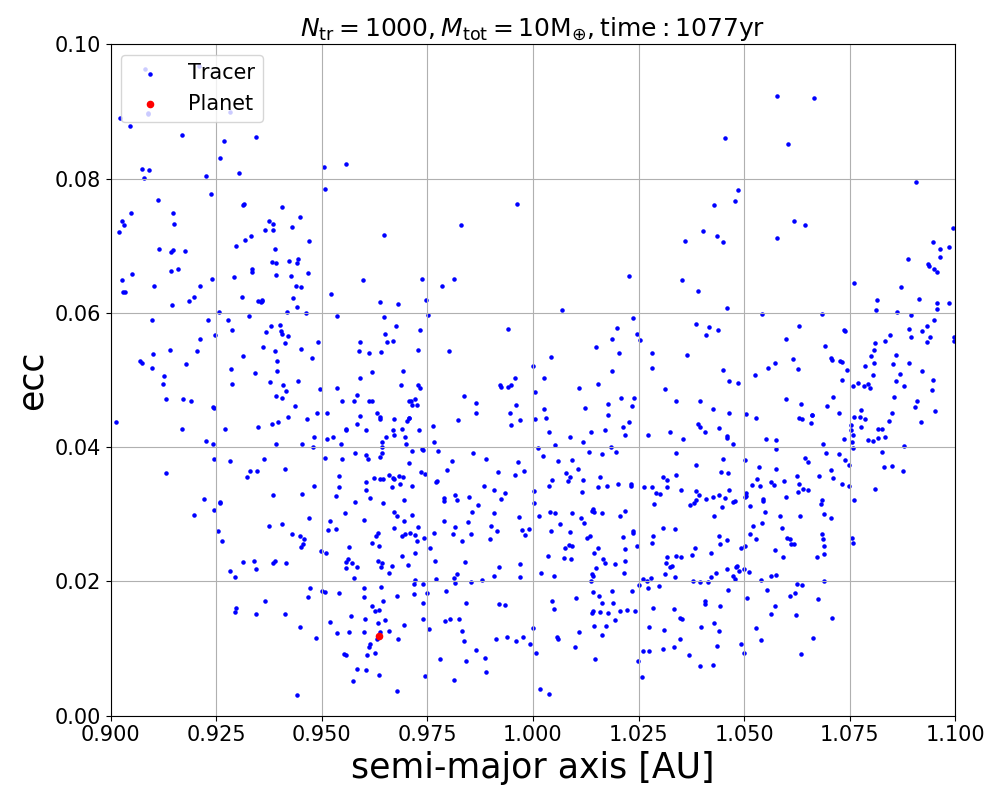 N_tr = 1000, M_tot = 10M_⊕, time : 1077yr
Tracer
Planet
0.10
0.08
0.06
0.04
0.02
0.00
ecc
0.900 0.925 0.950 0.975 1.000 1.025 1.050 1.075 1.100
semi-major axis [AU]